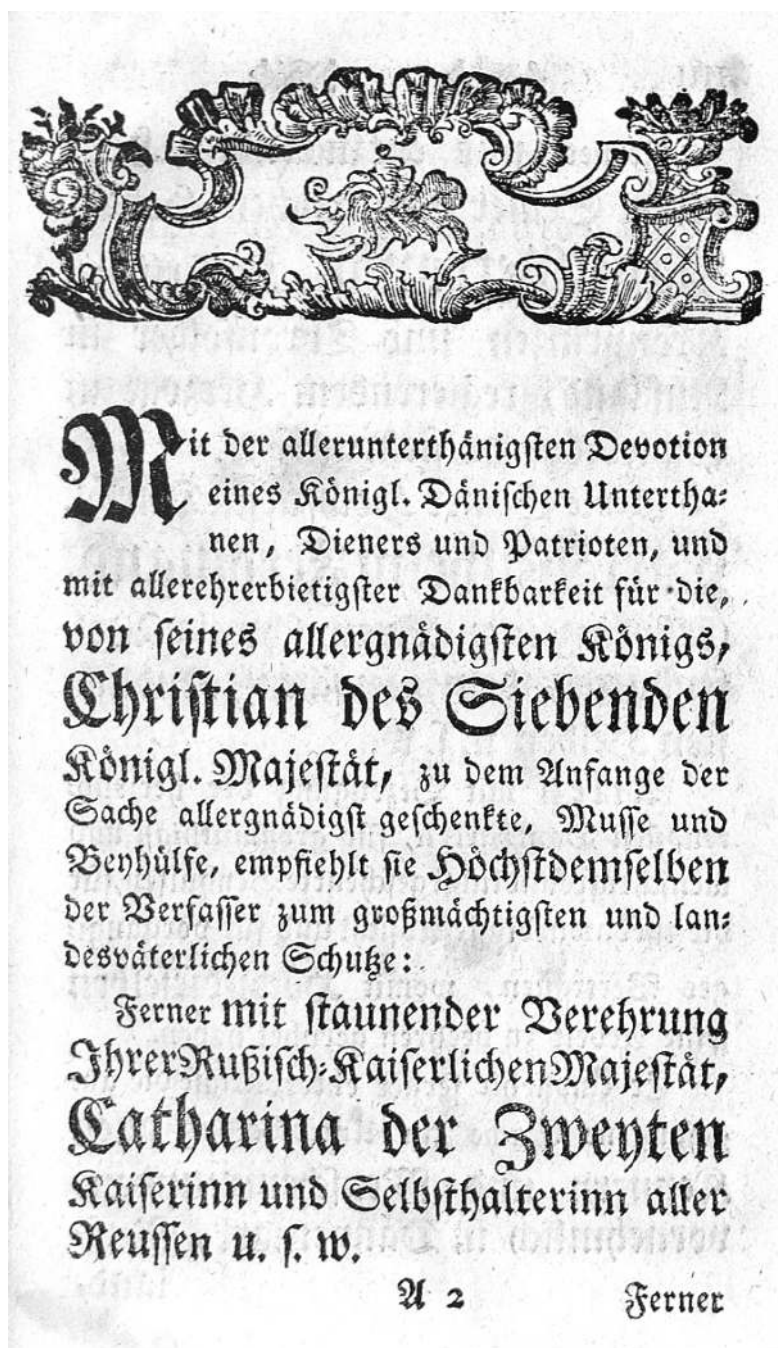 Mit der allerunterthänigsten Devotion
eines Königl. Dänischen Untertha-
nen, Dieners und Patrioten, und
mit allerehrerbietigster Dankbarkeit für die,
von seines allergnädigsten Königs,
Christian des Siebenden
Königl. Majestät, zu dem Anfange der
Sache allergnädigst geschenkte, Musse und
Beyhülfe, empfiehlt sie Höchstdemselben
der Verfasser zum großmächtigsten und lan-
desväterlichen Schutze:
Ferner mit staunender Verehrung
Ihrer Rußisch-Kaiserlichen Majestät,
Catharina der Zweyten
Kaiserinn und Selbsthalterinn aller
Reussen u. s. w.
A 2 Ferner